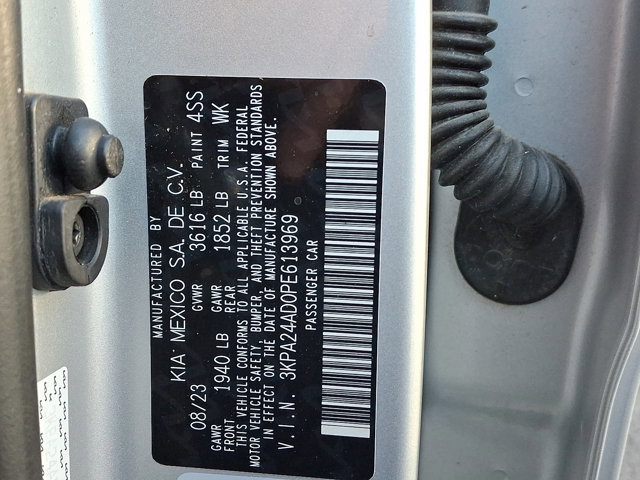 MANUFACTURED BY
KIA MEXICO S.A. DE C.V.
08/23 GVWR 3616 LB PAINT 4SS
GAWR FRONT 1940 LB GAWR REAR 1852 LB TRIM WK
THIS VEHICLE CONFORMS TO ALL APPLICABLE U.S.A. FEDERAL
MOTOR VEHICLE SAFETY, BUMPER, AND THEFT PREVENTION STANDARDS
IN EFFECT ON THE DATE OF MANUFACTURE SHOWN ABOVE.
V.I.N. 3KPA24AD0PE613969
PASSENGER CAR